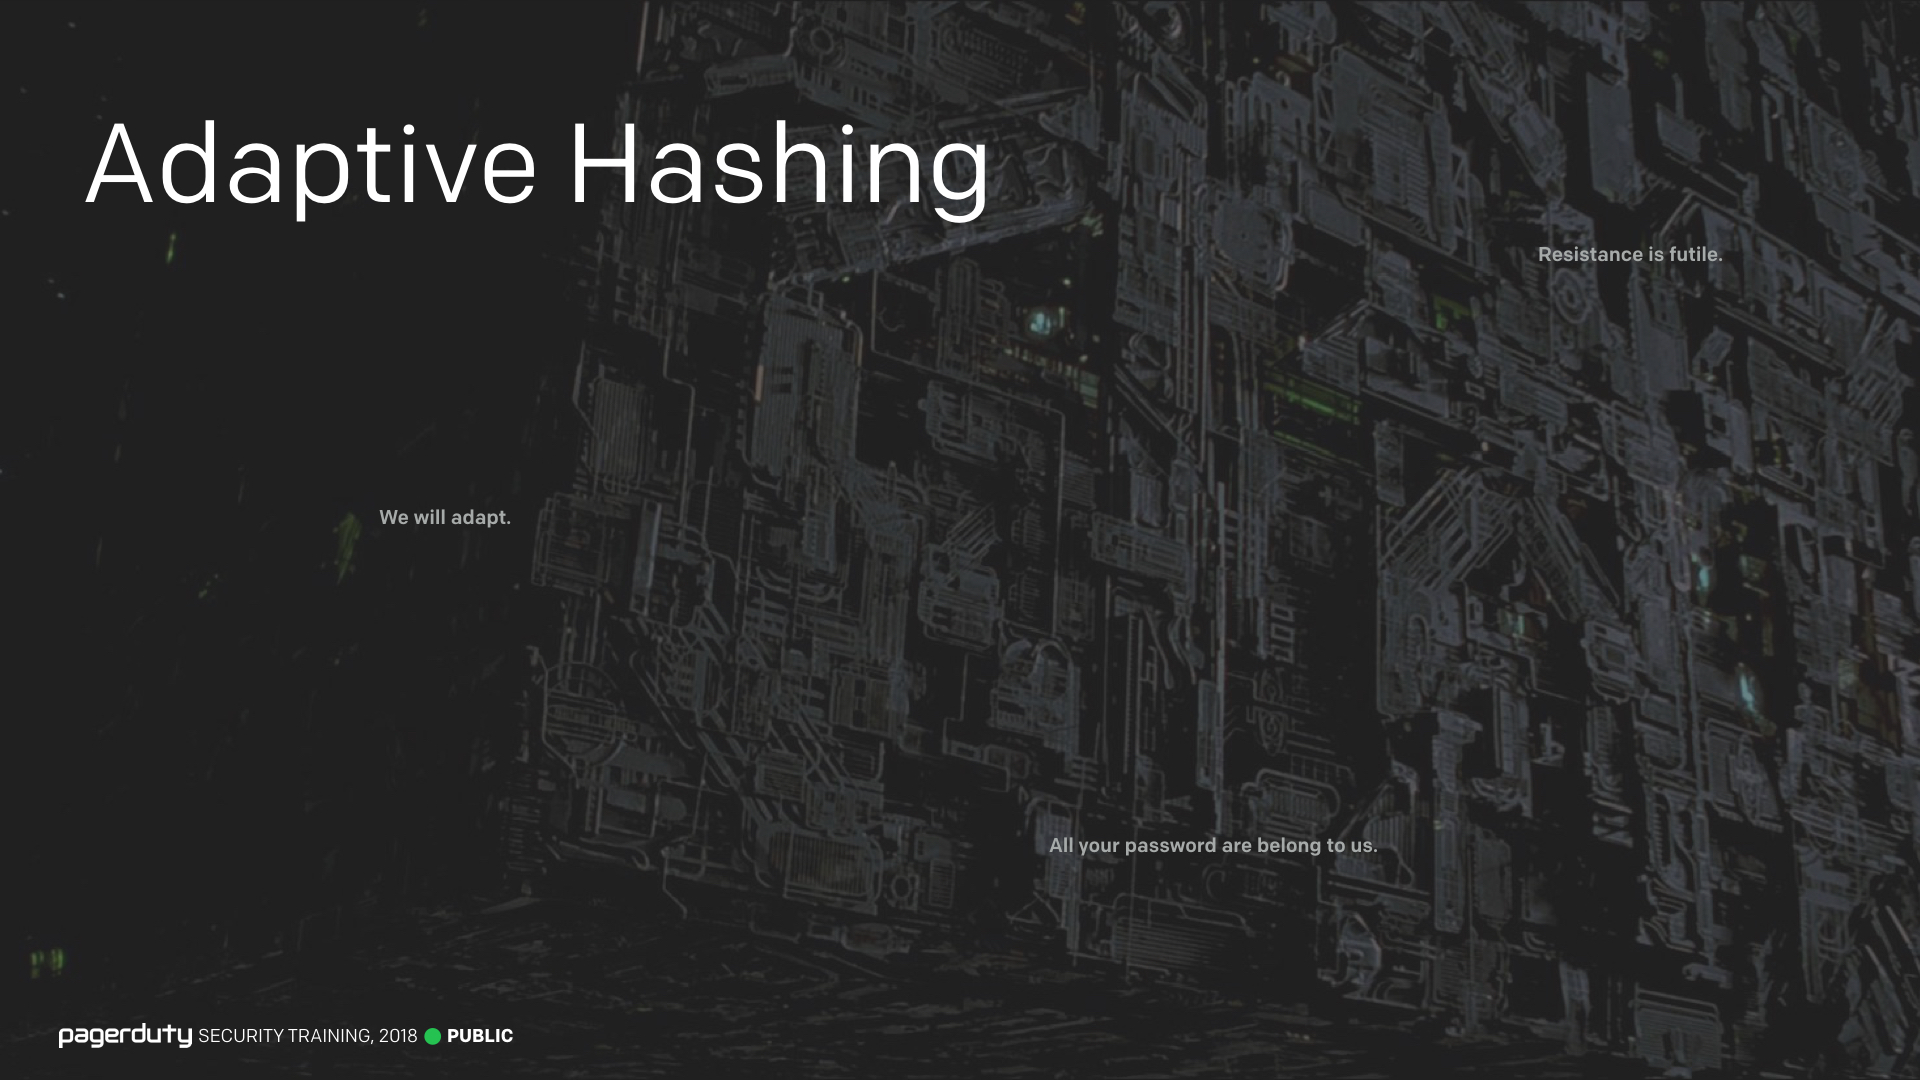 Adaptive Hashing
Resistance is futile.
We will adapt.
All your password are belong to us.
pagerduty SECURITY TRAINING, 2018 PUBLIC